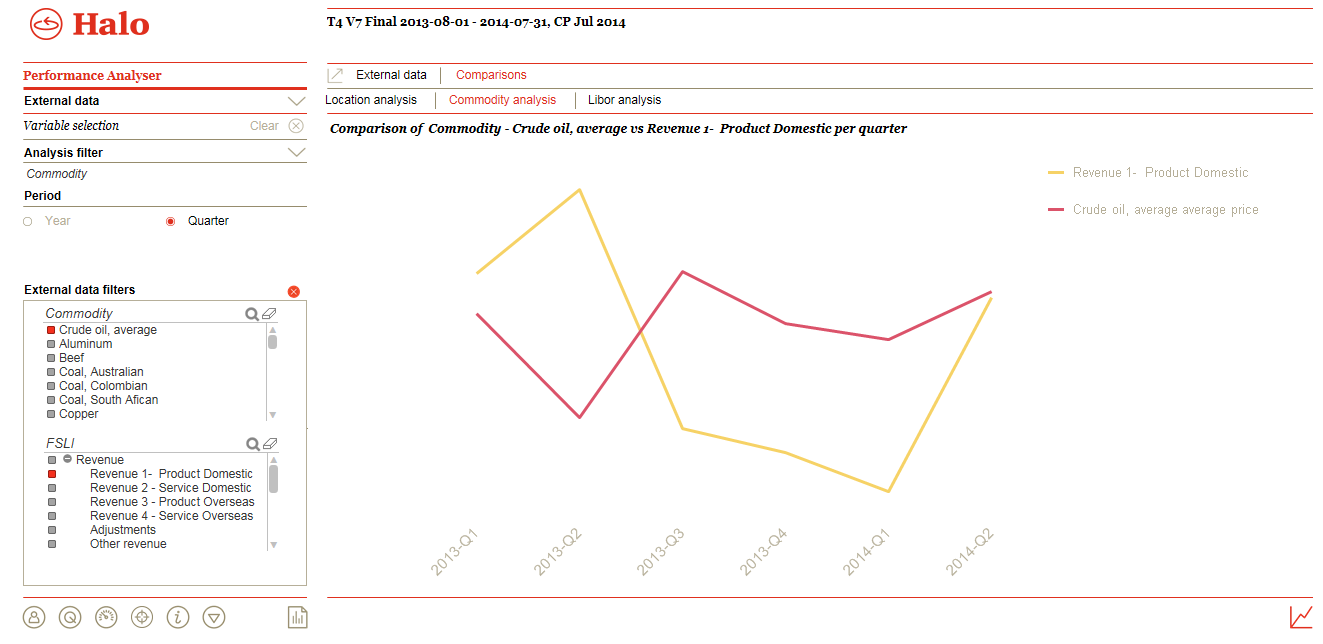 Halo
T4 V7 Final 2013-08-01 - 2014-07-31, CP Jul 2014
Performance Analyser
External data
Variable selection Clear
Analysis filter
Commodity
Period
Year Quarter
External data filters
Commodity
Crude oil, average
Aluminum
Beef
Coal, Australian
Coal, Colombian
Coal, South Afican
Copper
FSLI
Revenue
Revenue 1-  Product Domestic
Revenue 2 - Service Domestic
Revenue 3 - Product Overseas
Revenue 4 - Service Overseas
Adjustments
Other revenue
External data Comparisons
Location analysis Commodity analysis Libor analysis
Comparison of  Commodity - Crude oil, average vs Revenue 1-  Product Domestic per quarter
Revenue 1-  Product Domestic
Crude oil, average average price
2013-Q1 2013-Q2 2013-Q3 2013-Q4 2014-Q1 2014-Q2